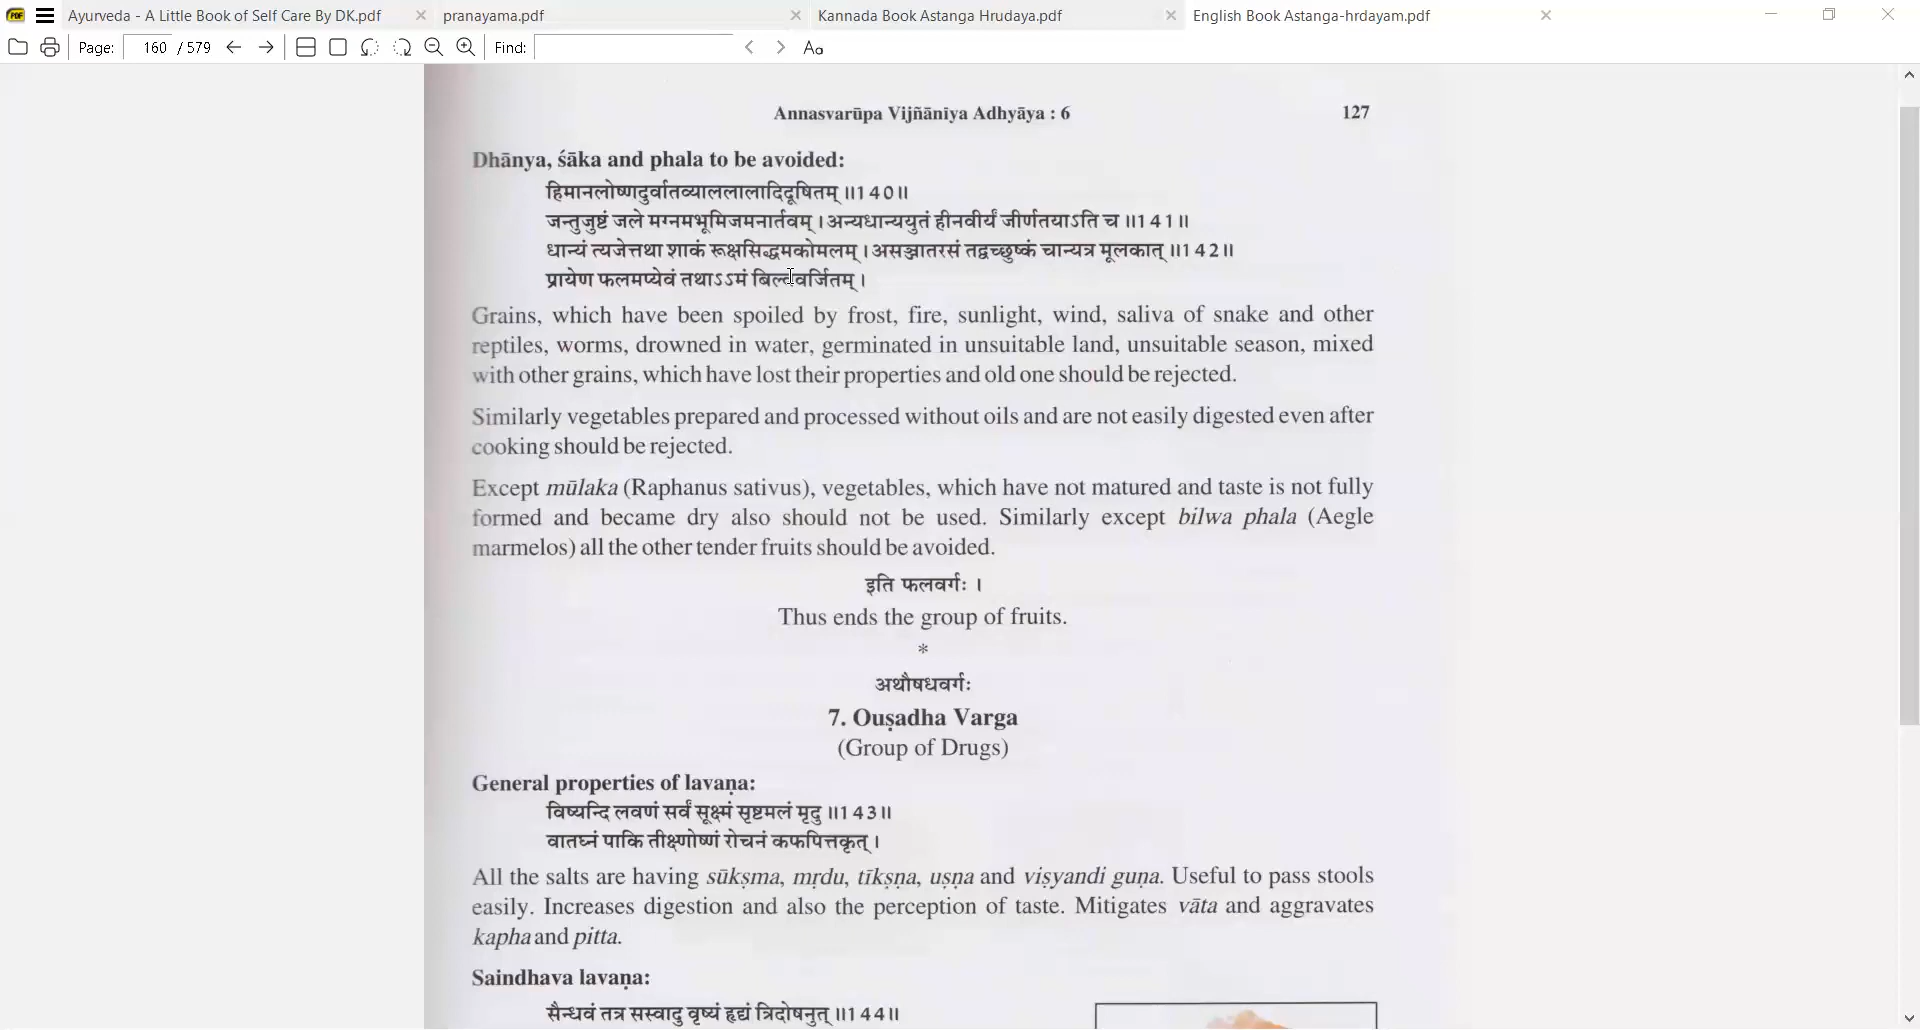 Ayurveda - A Little Book of Self Care By DK.pdf
pranayama.pdf
Kannada Book Astanga Hrudaya.pdf
English Book Astanga-hrdayam.pdf
Page: 160 / 579
Find:
Annasvarūpa Vijñānīya Adhyāya : 6
127
Dhānya, śāka and phala to be avoided:
हिमानलोष्णदुर्वातव्याललालादिदूषितम् ॥140॥
जन्तुजुष्टं जले मग्नमभूमिजमनार्तवम् । अन्यधान्ययुतं हीनवीर्यं जीर्णतयाऽति च ॥141॥
धान्यं त्यजेत्तथा शाकं रूक्षसिद्धमकोमलम् । असञ्जातरसं तद्वच्छुष्कं चान्यत्र मूलकात् ॥142॥
प्रायेण फलमप्येवं तथाऽऽमं बिल्ववर्जितम् ।
Grains, which have been spoiled by frost, fire, sunlight, wind, saliva of snake and other
reptiles, worms, drowned in water, germinated in unsuitable land, unsuitable season, mixed
with other grains, which have lost their properties and old one should be rejected.
Similarly vegetables prepared and processed without oils and are not easily digested even after
cooking should be rejected.
Except mūlaka (Raphanus sativus), vegetables, which have not matured and taste is not fully
formed and became dry also should not be used. Similarly except bilwa phala (Aegle
marmelos) all the other tender fruits should be avoided.
इति फलवर्गः ।
Thus ends the group of fruits.
*
अथौषधवर्गः
7. Ouṣadha Varga
(Group of Drugs)
General properties of lavaṇa:
विष्यन्दि लवणं सर्वं सूक्ष्मं सृष्टमलं मृदु ॥143॥
वातघ्नं पाकि तीक्ष्णोष्णं रोचनं कफपित्तकृत् ।
All the salts are having sūkṣma, mṛdu, tīkṣṇa, uṣṇa and viṣyandi guṇa. Useful to pass stools
easily. Increases digestion and also the perception of taste. Mitigates vāta and aggravates
kapha and pitta.
Saindhava lavaṇa:
सैन्धवं तत्र सस्वादु वृष्यं हृद्यं त्रिदोषनुत् ॥144॥